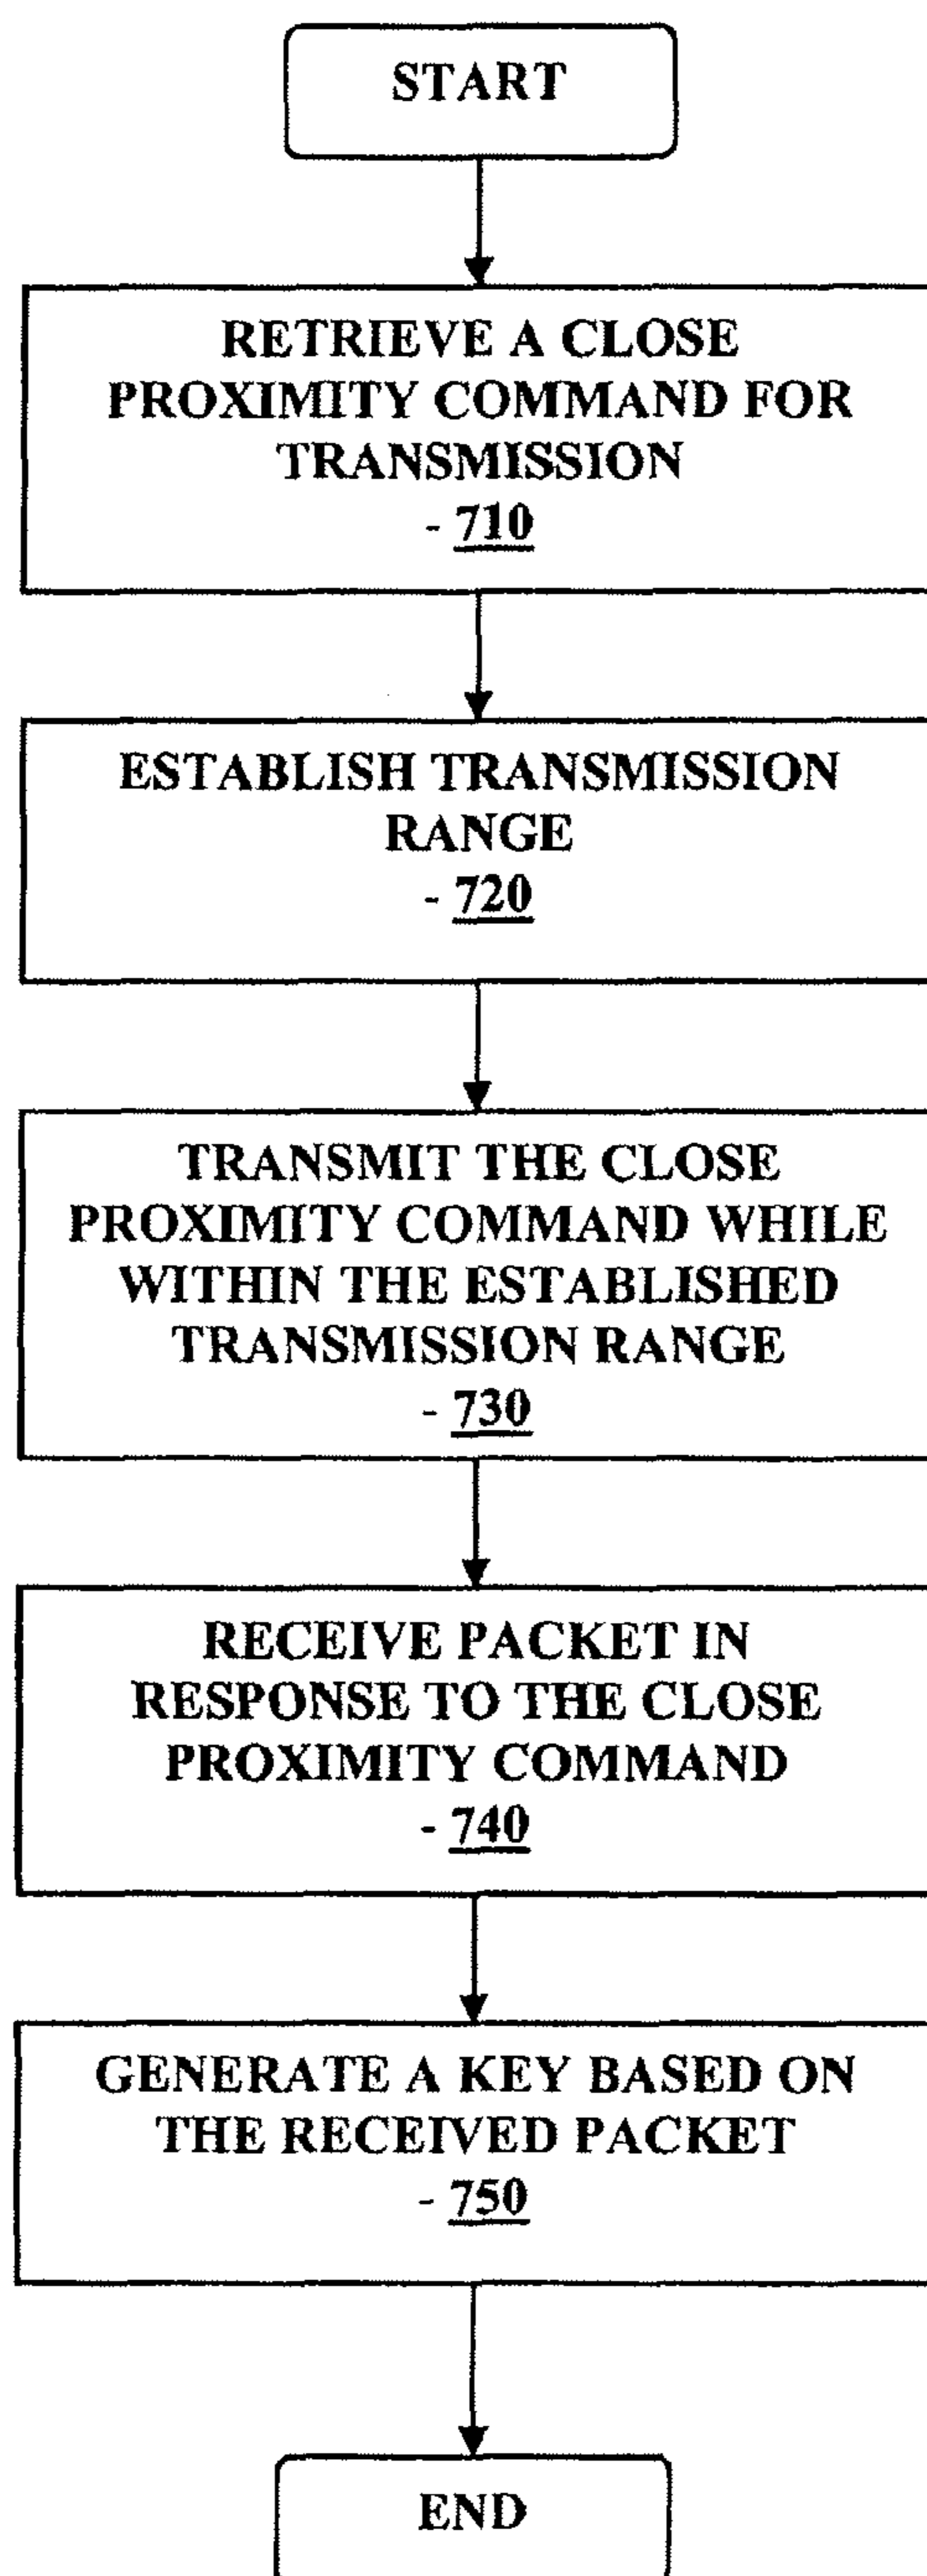 START
RETRIEVE A CLOSE
PROXIMITY COMMAND FOR
TRANSMISSION
- 710
ESTABLISH TRANSMISSION
RANGE
- 720
TRANSMIT THE CLOSE
PROXIMITY COMMAND WHILE
WITHIN THE ESTABLISHED
TRANSMISSION RANGE
- 730
RECEIVE PACKET IN
RESPONSE TO THE CLOSE
PROXIMITY COMMAND
- 740
GENERATE A KEY BASED ON
THE RECEIVED PACKET
- 750
END